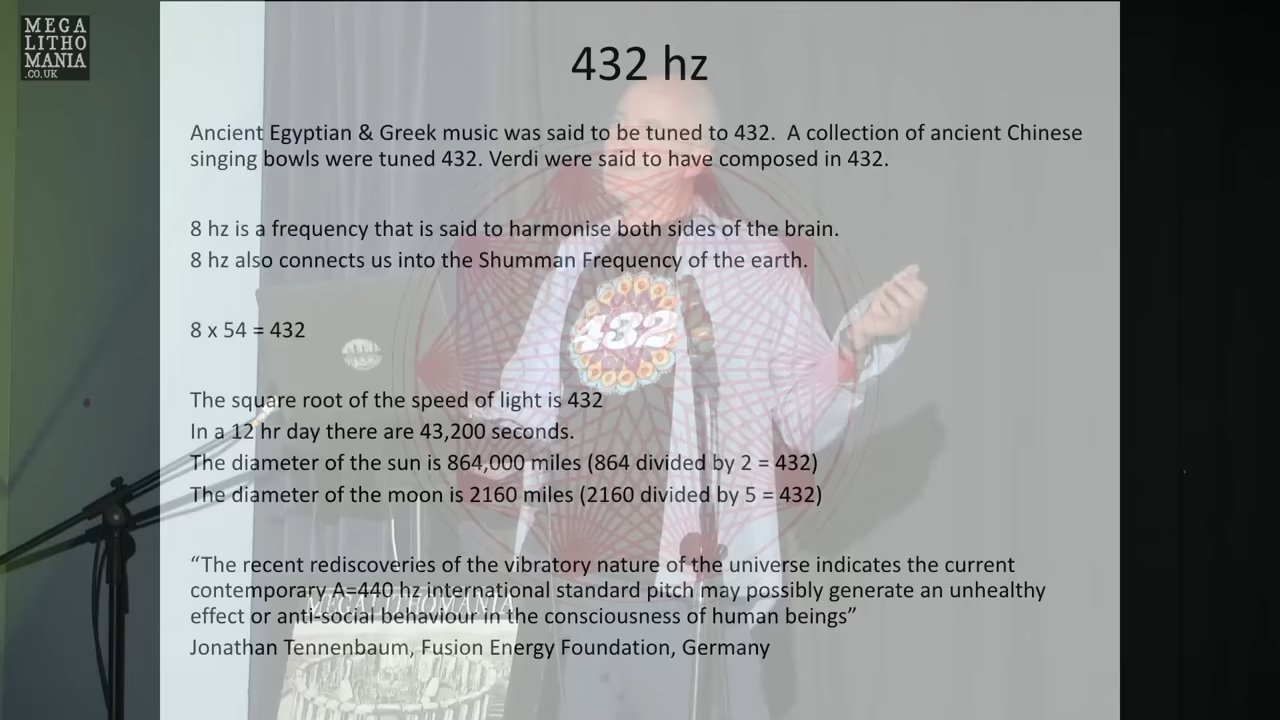 MEGA
LITHO
MANIA
.CO.UK
432 hz
Ancient Egyptian & Greek music was said to be tuned to 432.  A collection of ancient Chinese
singing bowls were tuned 432. Verdi were said to have composed in 432.
8 hz is a frequency that is said to harmonise both sides of the brain.
8 hz also connects us into the Shumman Frequency of the earth.
432
8 x 54 = 432
The square root of the speed of light is 432
In a 12 hr day there are 43,200 seconds.
The diameter of the sun is 864,000 miles (864 divided by 2 = 432)
The diameter of the moon is 2160 miles (2160 divided by 5 = 432)
“The recent rediscoveries of the vibratory nature of the universe indicates the current
contemporary A=440 hz international standard pitch may possibly generate an unhealthy
MEGALITHOMANIA
effect or anti-social behaviour in the consciousness of human beings”
Jonathan Tennenbaum, Fusion Energy Foundation, Germany